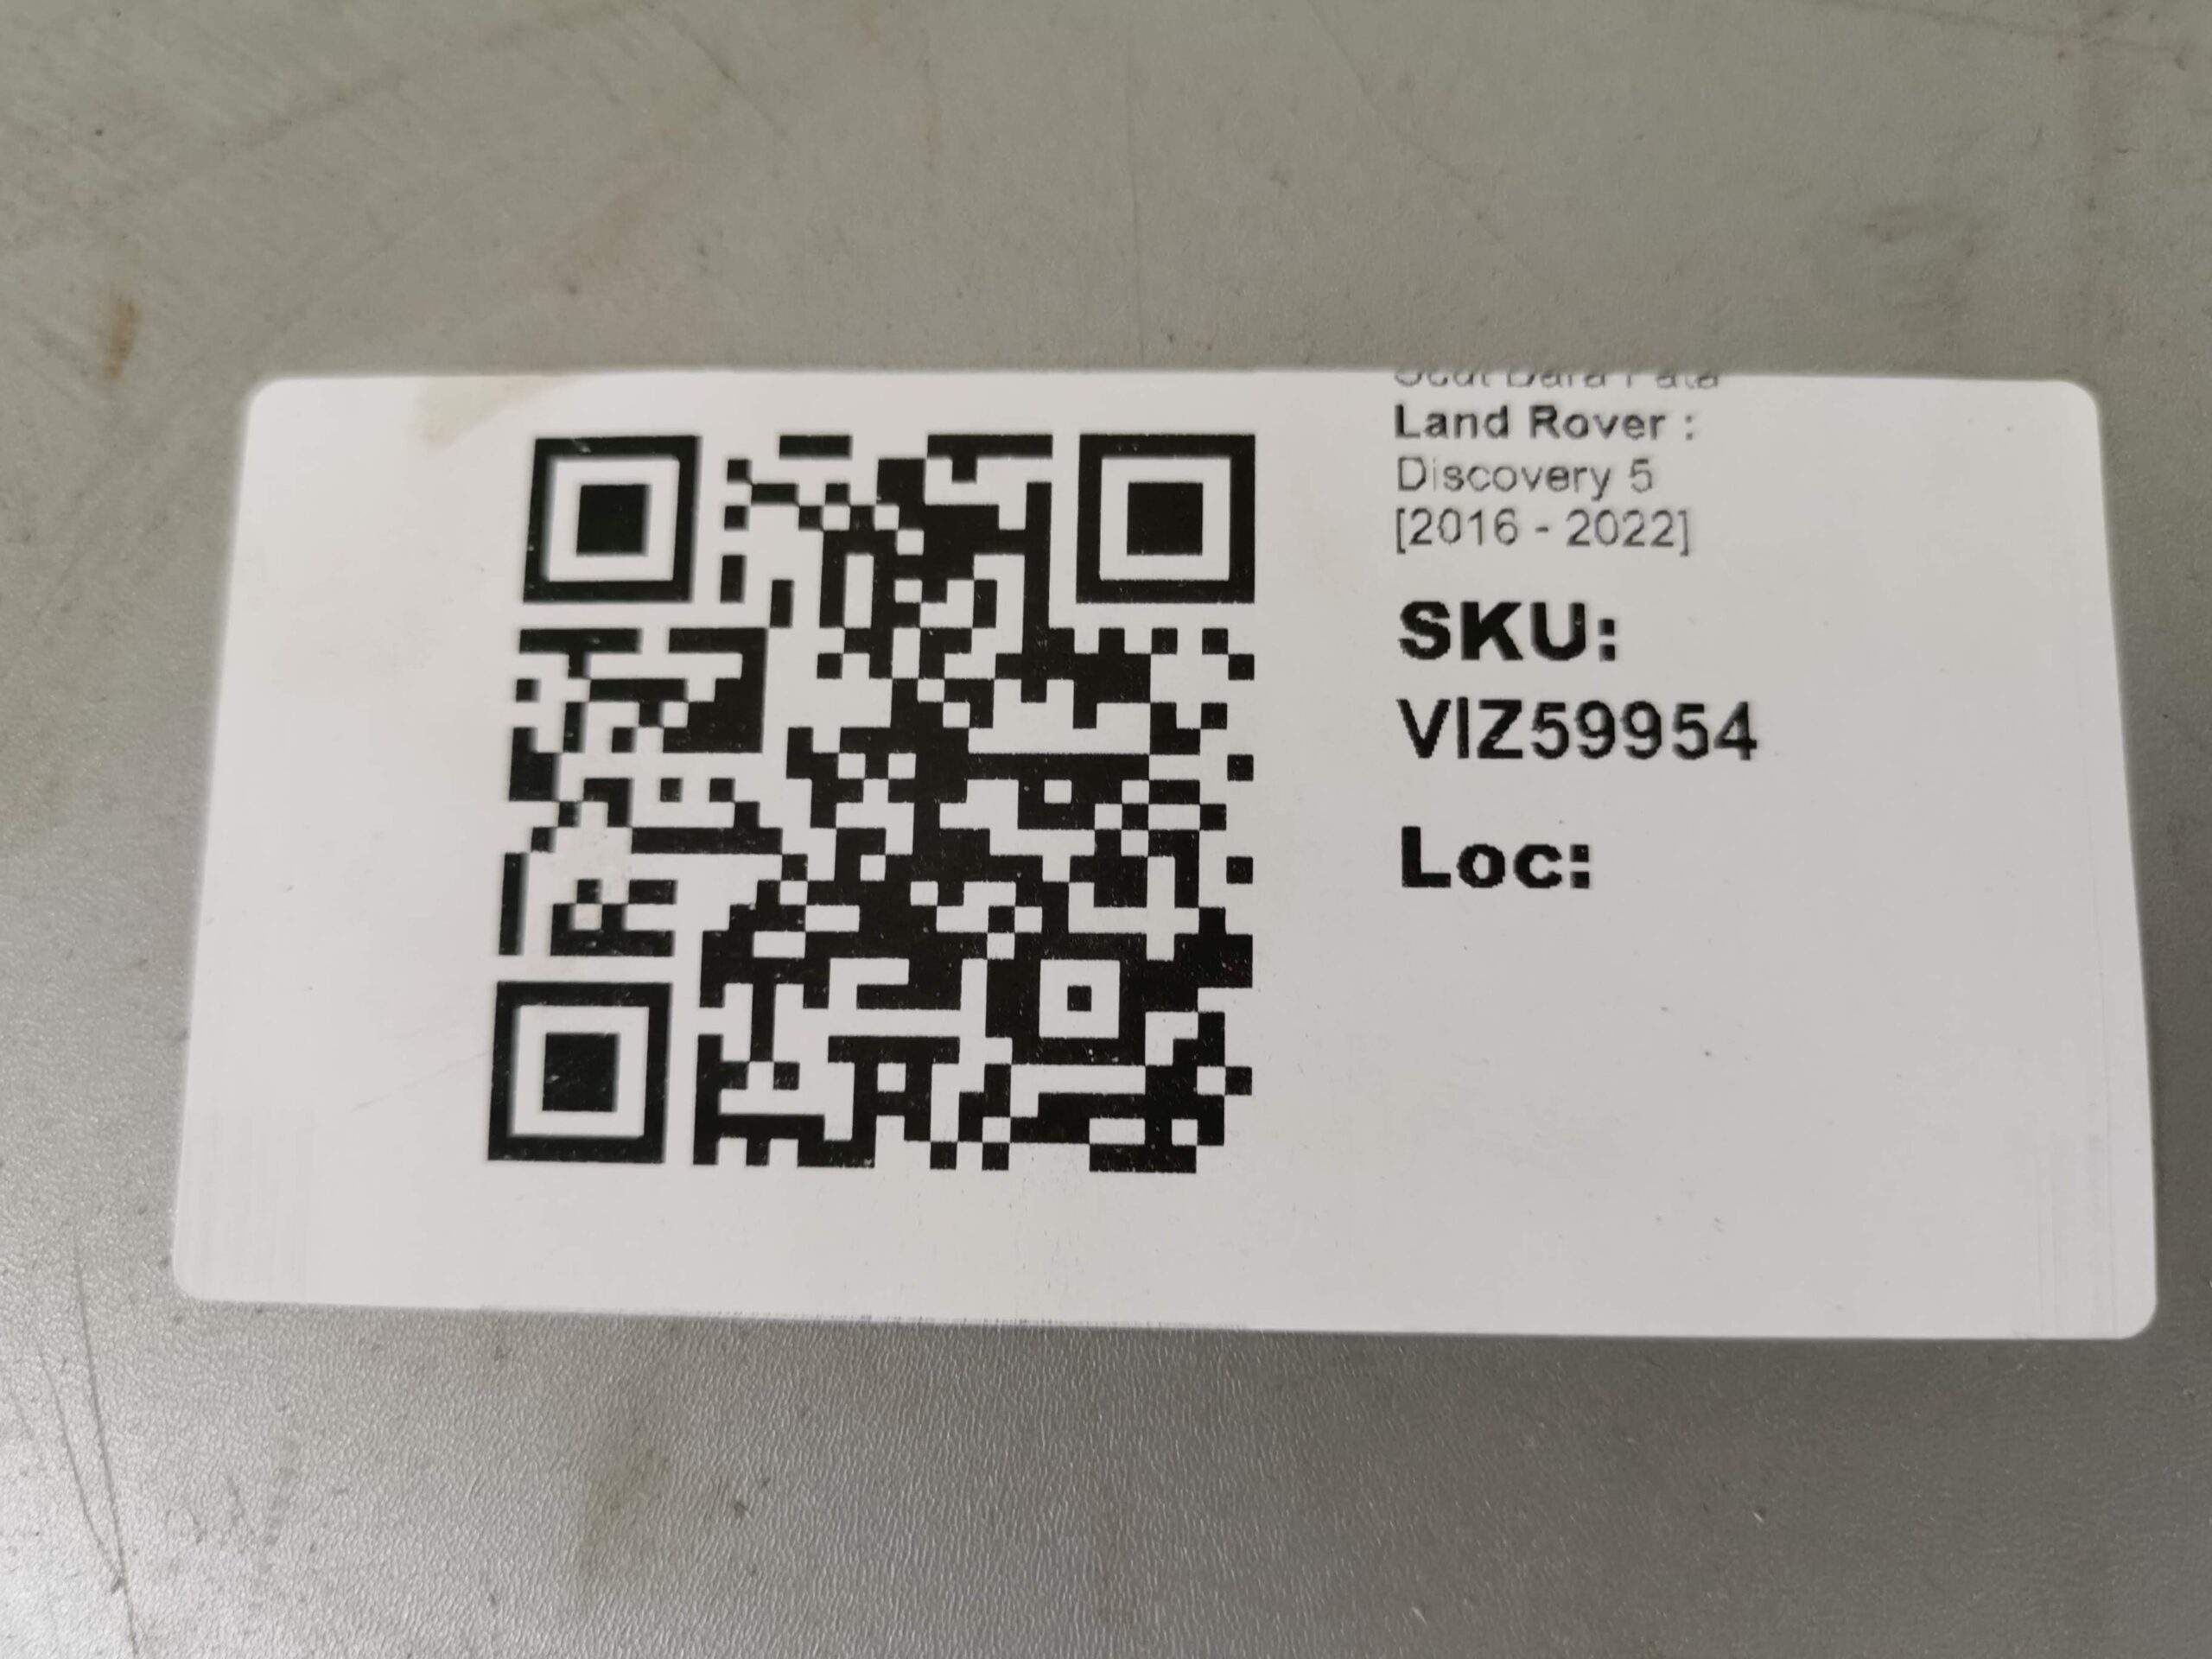 Land Rover :
Discovery 5
[2016 - 2022]
SKU:
VIZ59954
Loc: